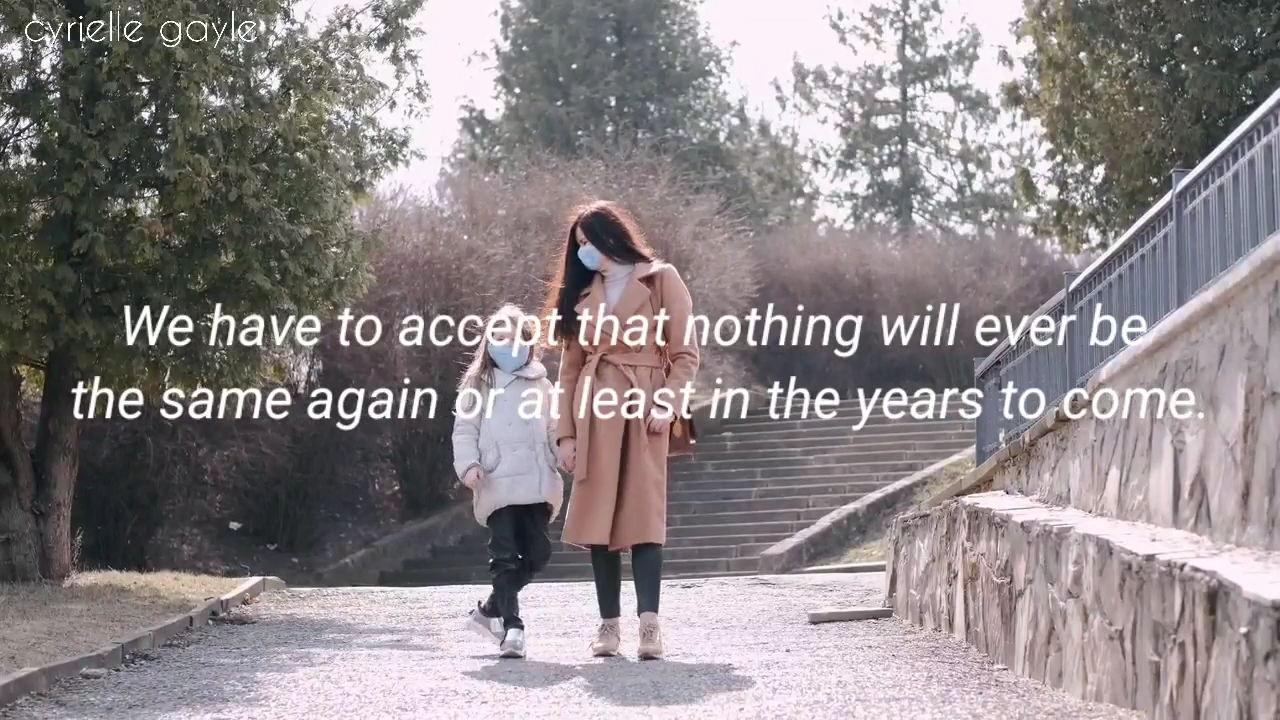 cyrielle gayle
We have to accept that nothing will ever be
the same again or at least in the years to come.